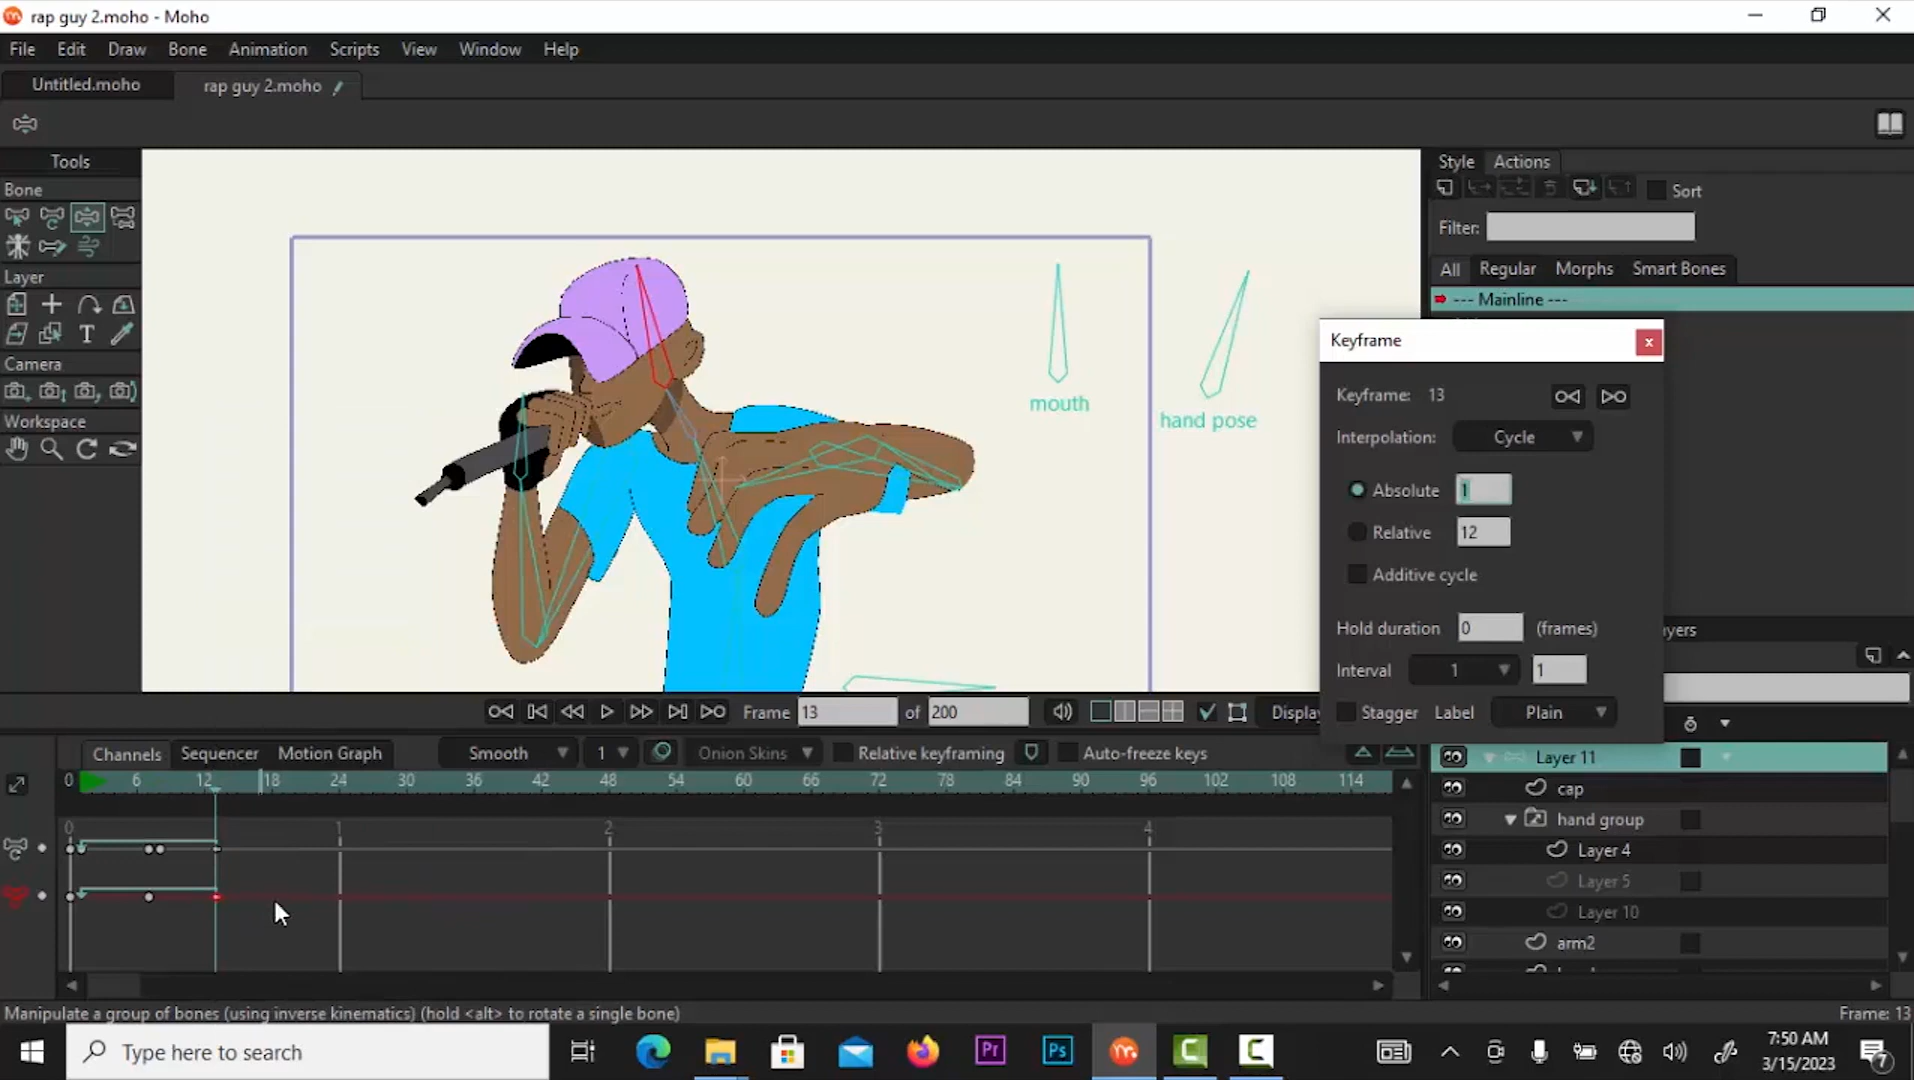 rap guy 2.moho - Moho
File Edit Draw Bone Animation Scripts View Window Help
Untitled.moho rap guy 2.moho
Tools
Bone
Layer
T
Camera
Workspace
mouth
hand pose
Style Actions
Sort
Filter:
All Regular Morphs Smart Bones
--- Mainline ---
Keyframe
Keyframe: 13
Interpolation: Cycle
Absolute 1
Relative 12
Additive cycle
Hold duration 0 (frames)
Interval 1 1
Stagger Label Plain
yers
Frame 13 of 200 Display
Channels Sequencer Motion Graph Smooth 1 Onion Skins Relative keyframing Auto-freeze keys
0 6 12 18 24 30 36 42 48 54 60 66 72 78 84 90 96 102 108 114
0 1 2 3 4
Layer 11
cap
hand group
Layer 4
Layer 5
Layer 10
arm2
Manipulate a group of bones (using inverse kinematics) (hold <alt> to rotate a single bone) Frame: 13
Type here to search
Pr Ps
7:50 AM
3/15/2023
7